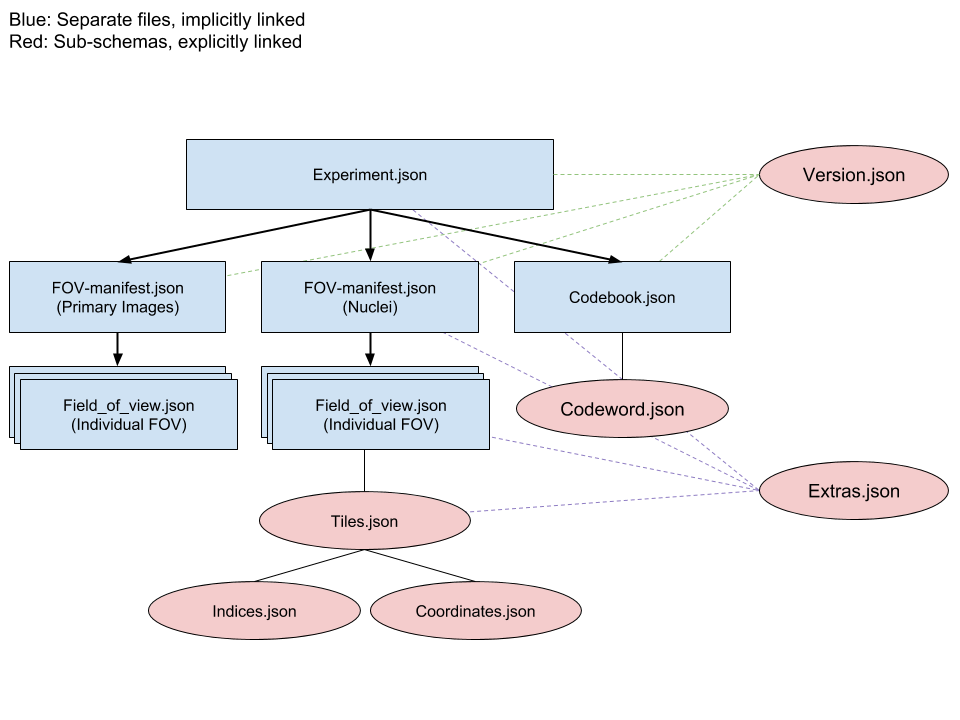 Blue: Separate files, implicitly linked
Red: Sub-schemas, explicitly linked
Experiment.json
Version.json
FOV-manifest.json
(Primary Images)
FOV-manifest.json
(Nuclei)
Codebook.json
Field_of_view.json
(Individual FOV)
Field_of_view.json
(Individual FOV)
Codeword.json
Extras.json
Tiles.json
Indices.json
Coordinates.json